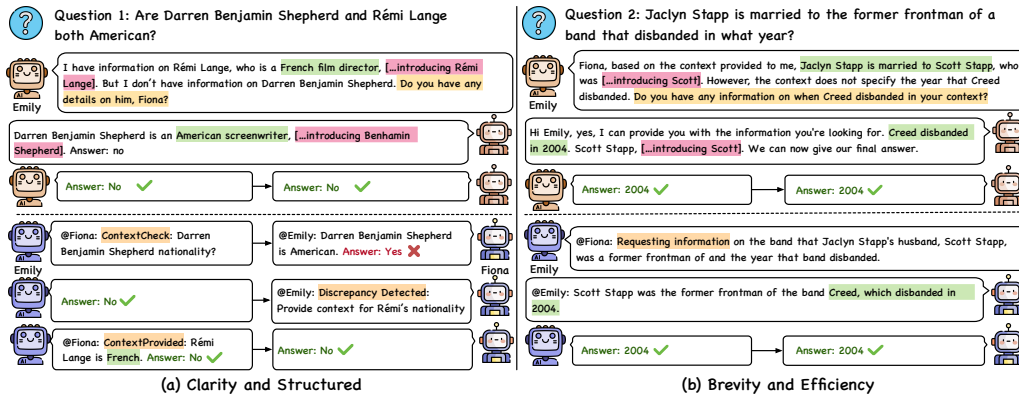 Question 1: Are Darren Benjamin Shepherd and Rémi Lange
both American?
I have information on Rémi Lange, who is a French film director, [...introducing Rémi
Lange]. But I don't have information on Darren Benjamin Shepherd. Do you have any
details on him, Fiona?
AI
Emily
Darren Benjamin Shepherd is an American screenwriter, [...introducing Benhamin
Shepherd]. Answer: no
Answer: No
Answer: No
AI
@Fiona: ContextCheck: Darren
Benjamin Shepherd nationality?
@Emily: Darren Benjamin Shepherd
is American. Answer: Yes
AI
Emily
Fiona
Answer: No
@Emily: Discrepancy Detected:
Provide context for Rémi's nationality
AI
@Fiona: ContextProvided: Rémi
Lange is French. Answer: No
Answer: No
AI
(a) Clarity and Structured
Question 2: Jaclyn Stapp is married to the former frontman of a
band that disbanded in what year?
Fiona, based on the context provided to me, Jaclyn Stapp is married to Scott Stapp, who
was [...introducing Scott]. However, the context does not specify the year that Creed
disbanded. Do you have any information on when Creed disbanded in your context?
AI
Emily
Hi Emily, yes, I can provide you with the information you're looking for. Creed disbanded
in 2004. Scott Stapp, [...introducing Scott]. We can now give our final answer.
Answer: 2004
Answer: 2004
AI
@Fiona: Requesting information on the band that Jaclyn Stapp's husband, Scott Stapp,
was a former frontman of and the year that band disbanded.
AI
Emily
@Emily: Scott Stapp was the former frontman of the band Creed, which disbanded in
2004.
Answer: 2004
Answer: 2004
AI
(b) Brevity and Efficiency